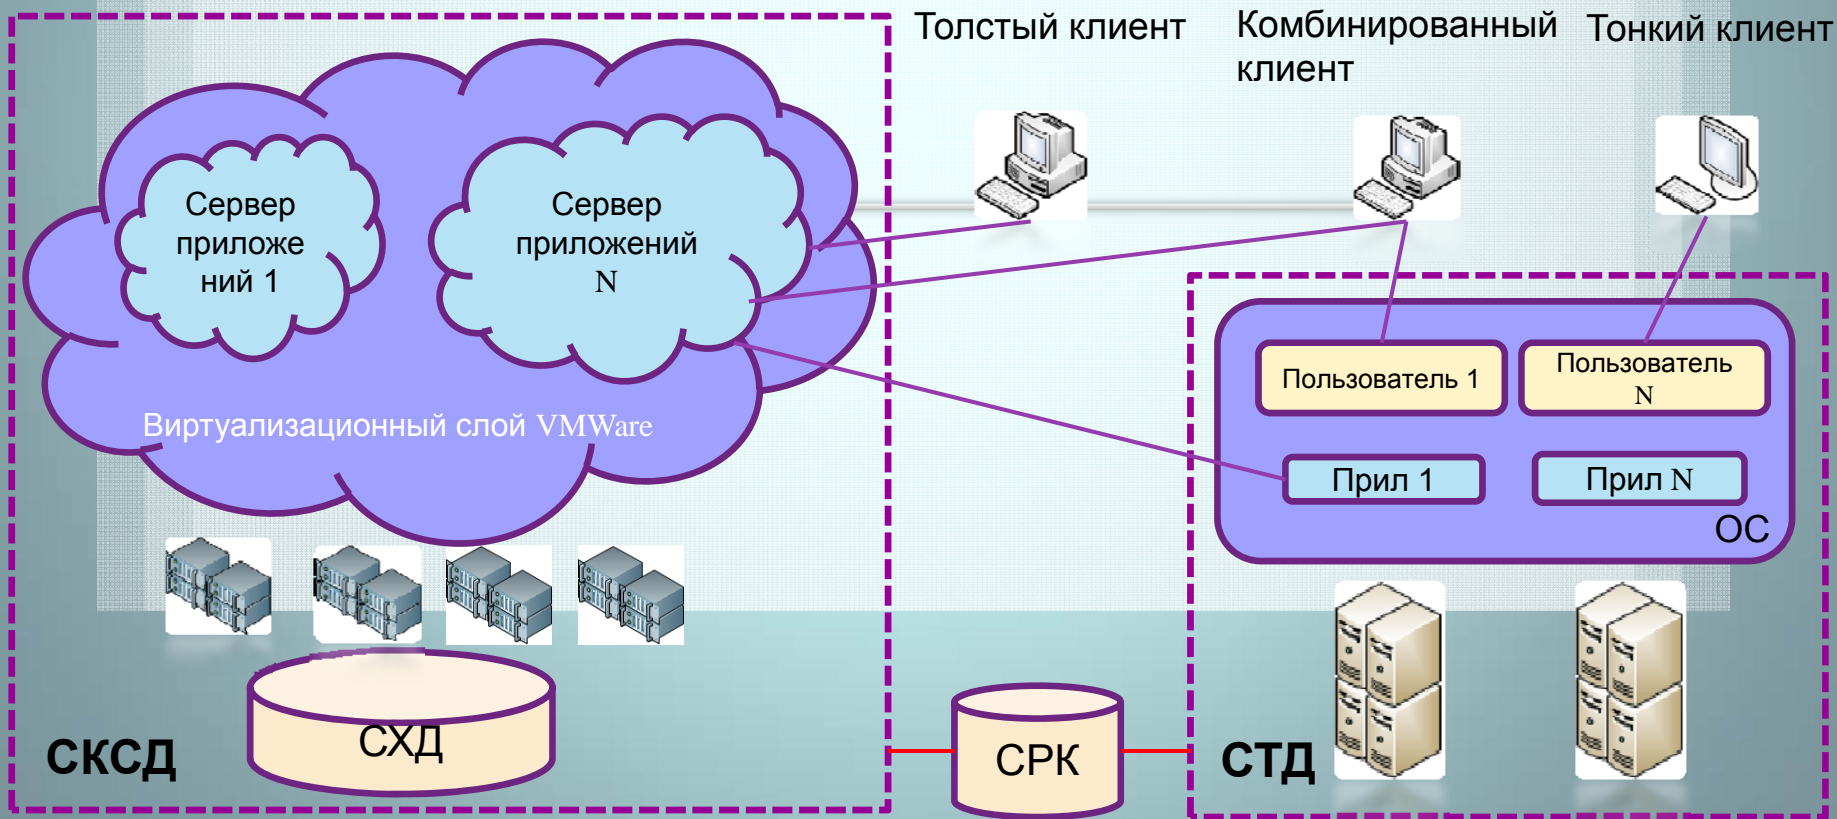 Толстый клиент
Комбинированный
клиент
Тонкий клиент
Сервер
приложе
ний 1
Сервер
приложений
N
Виртуализационный слой VMWare
Пользователь 1
Пользователь
N
Прил 1
Прил N
ОС
СХД
СКСД
СРК
СТД